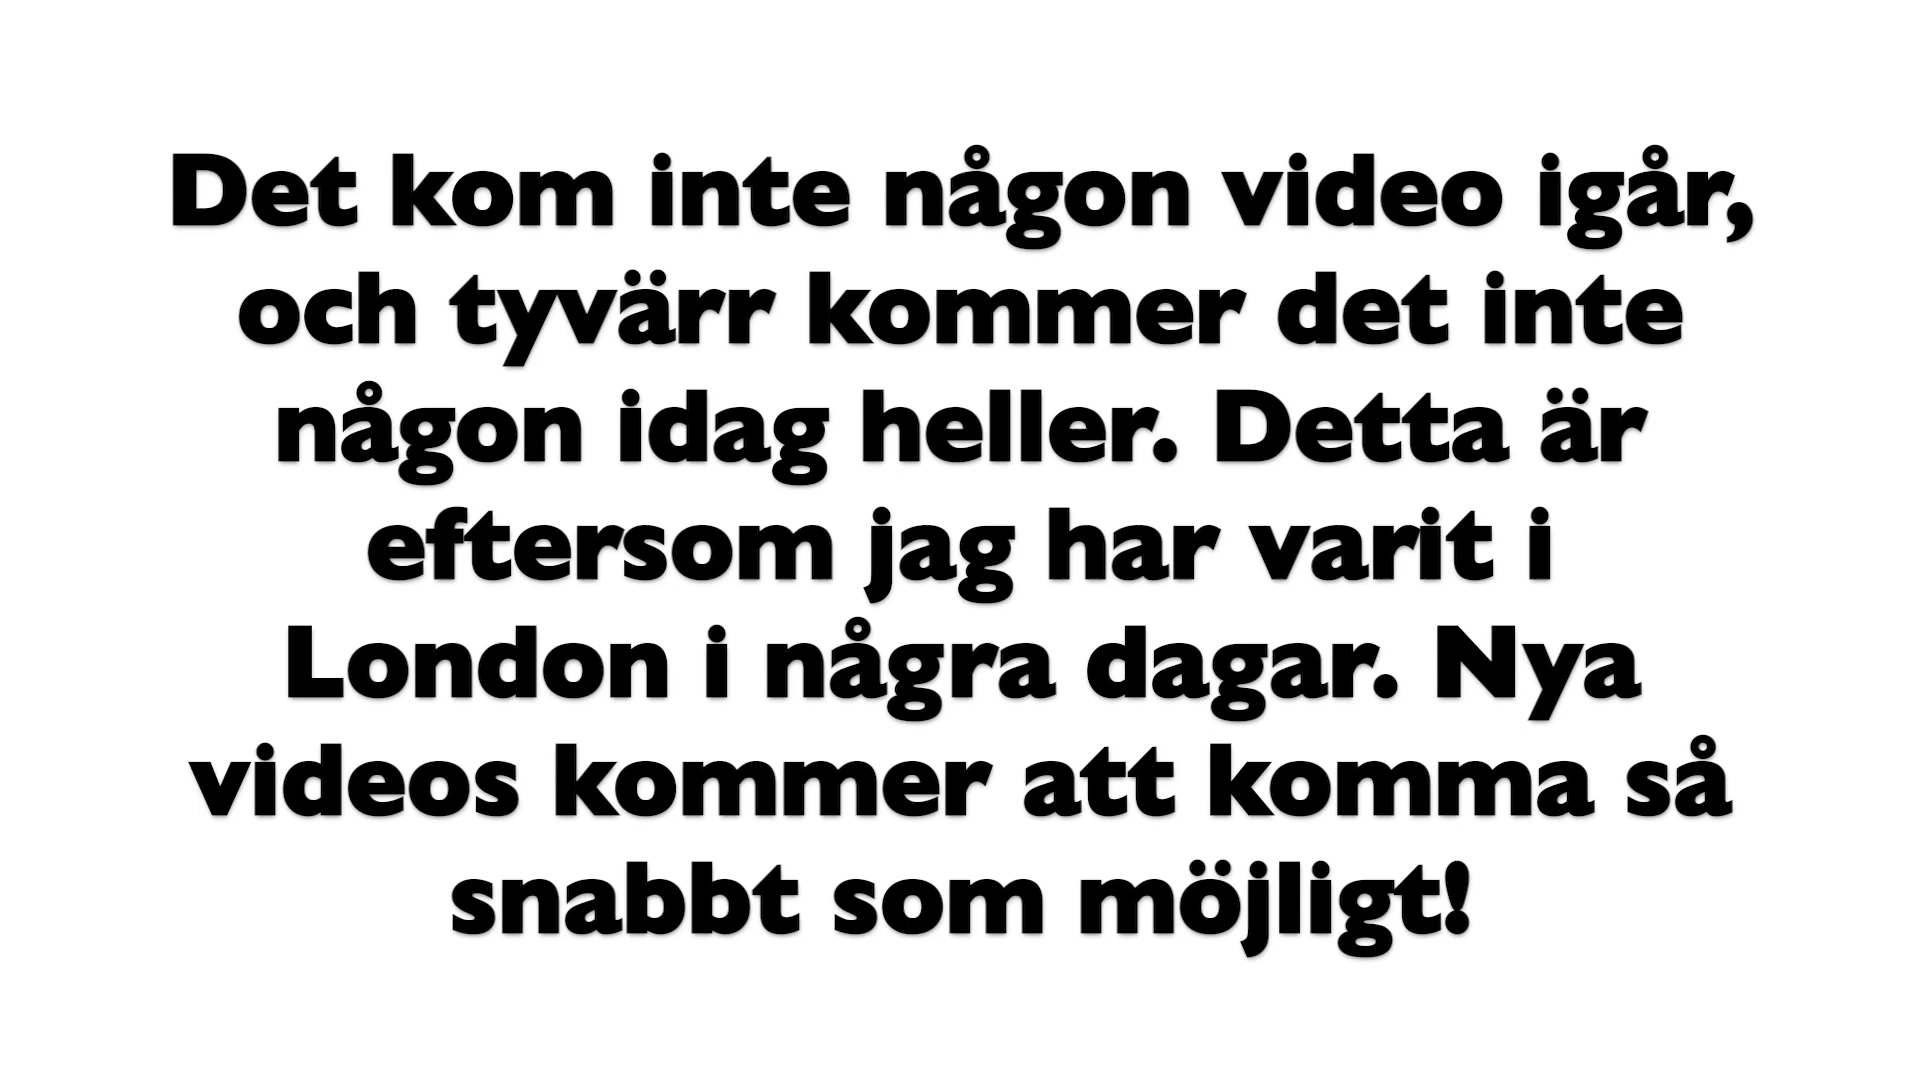 Det kom inte någon video igår,
och tyvärr kommer det inte
någon idag heller. Detta är
eftersom jag har varit i
London i några dagar. Nya
videos kommer att komma så
snabbt som möjligt!